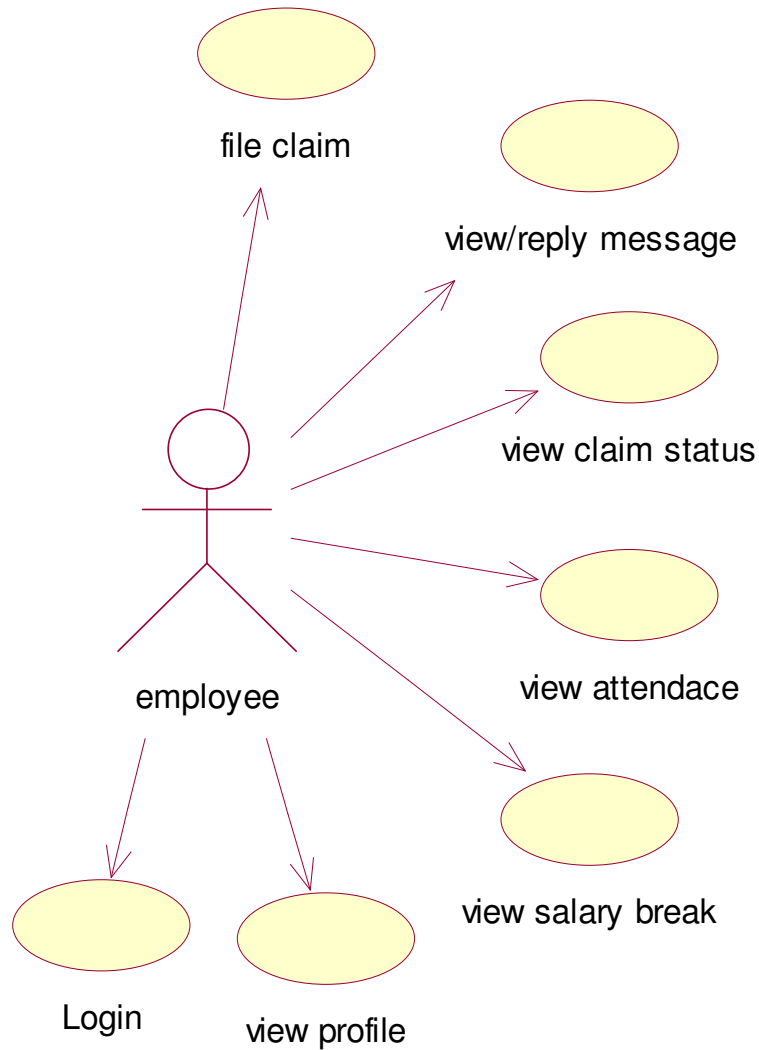 file claim
view/reply message
view claim status
view attendace
employee
view salary break
Login
view profile